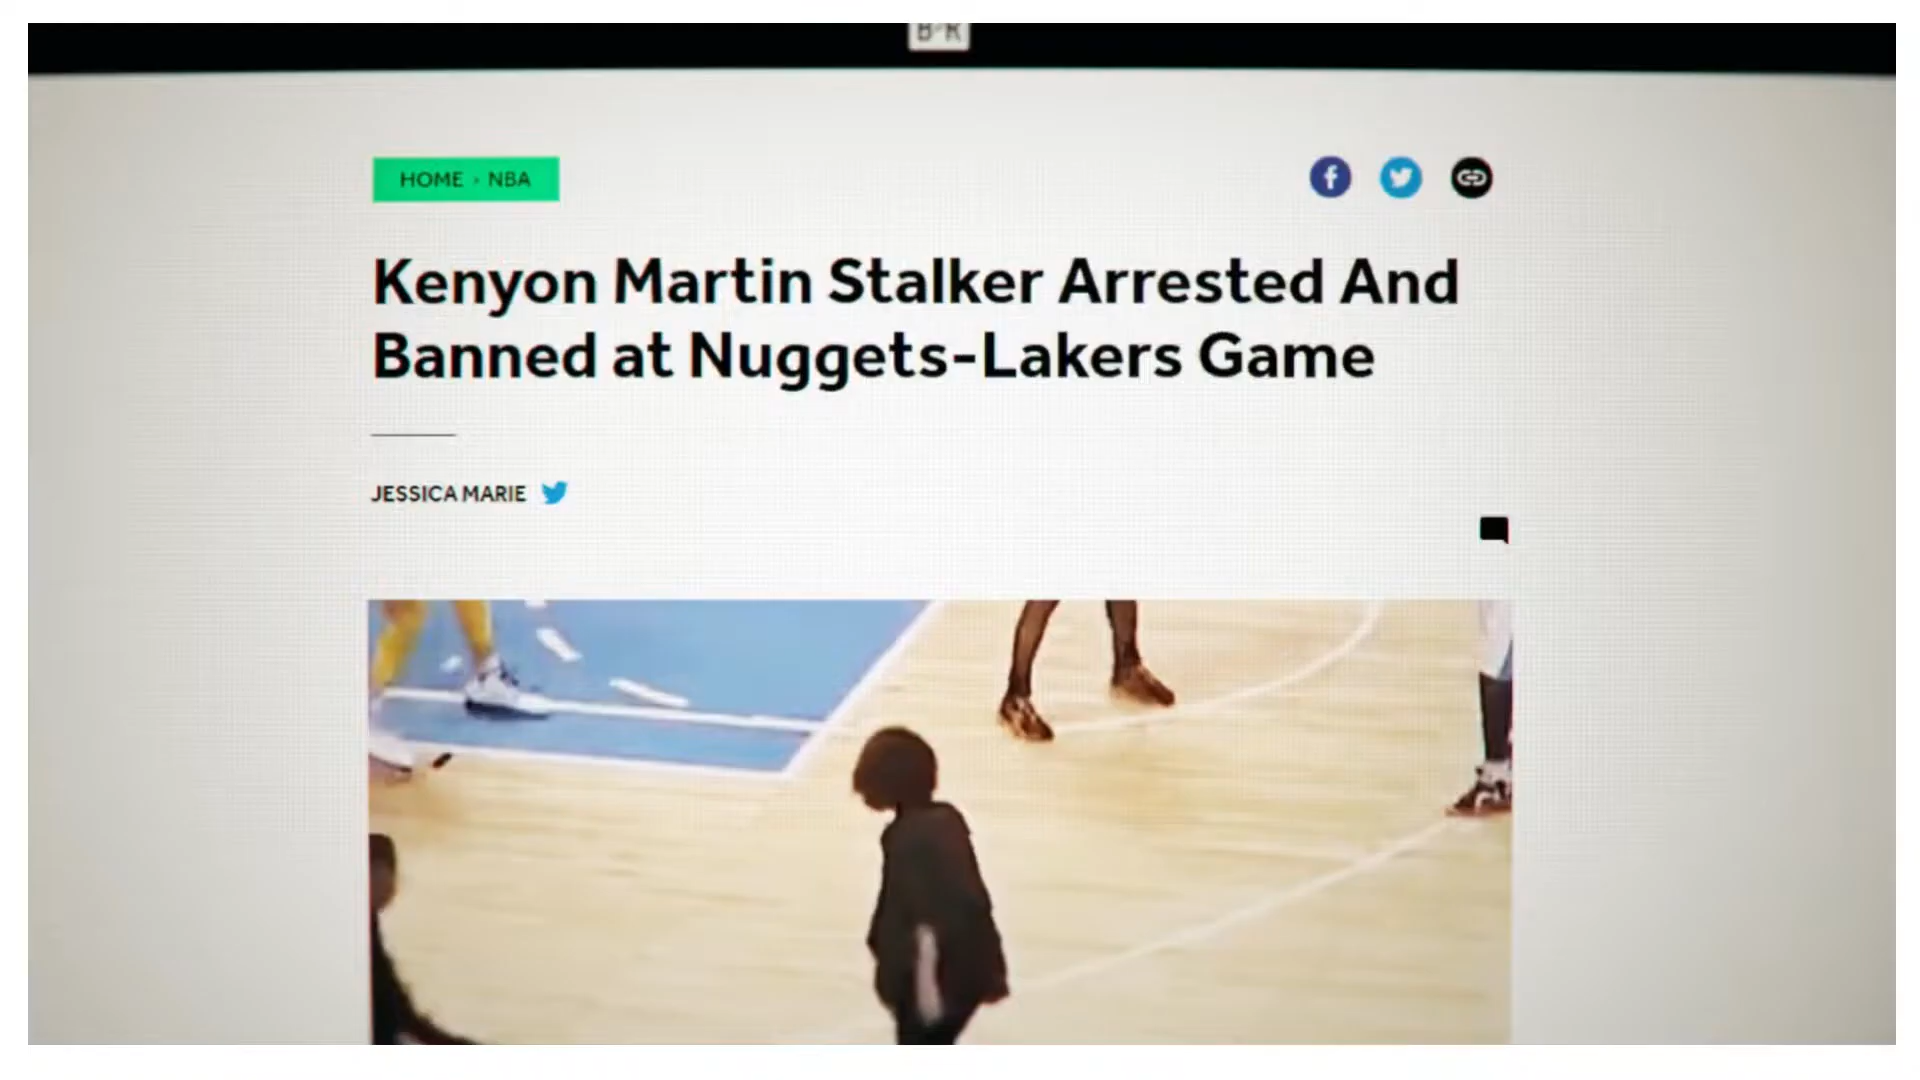 B/R
HOME › NBA
Kenyon Martin Stalker Arrested And
Banned at Nuggets-Lakers Game
JESSICA MARIE